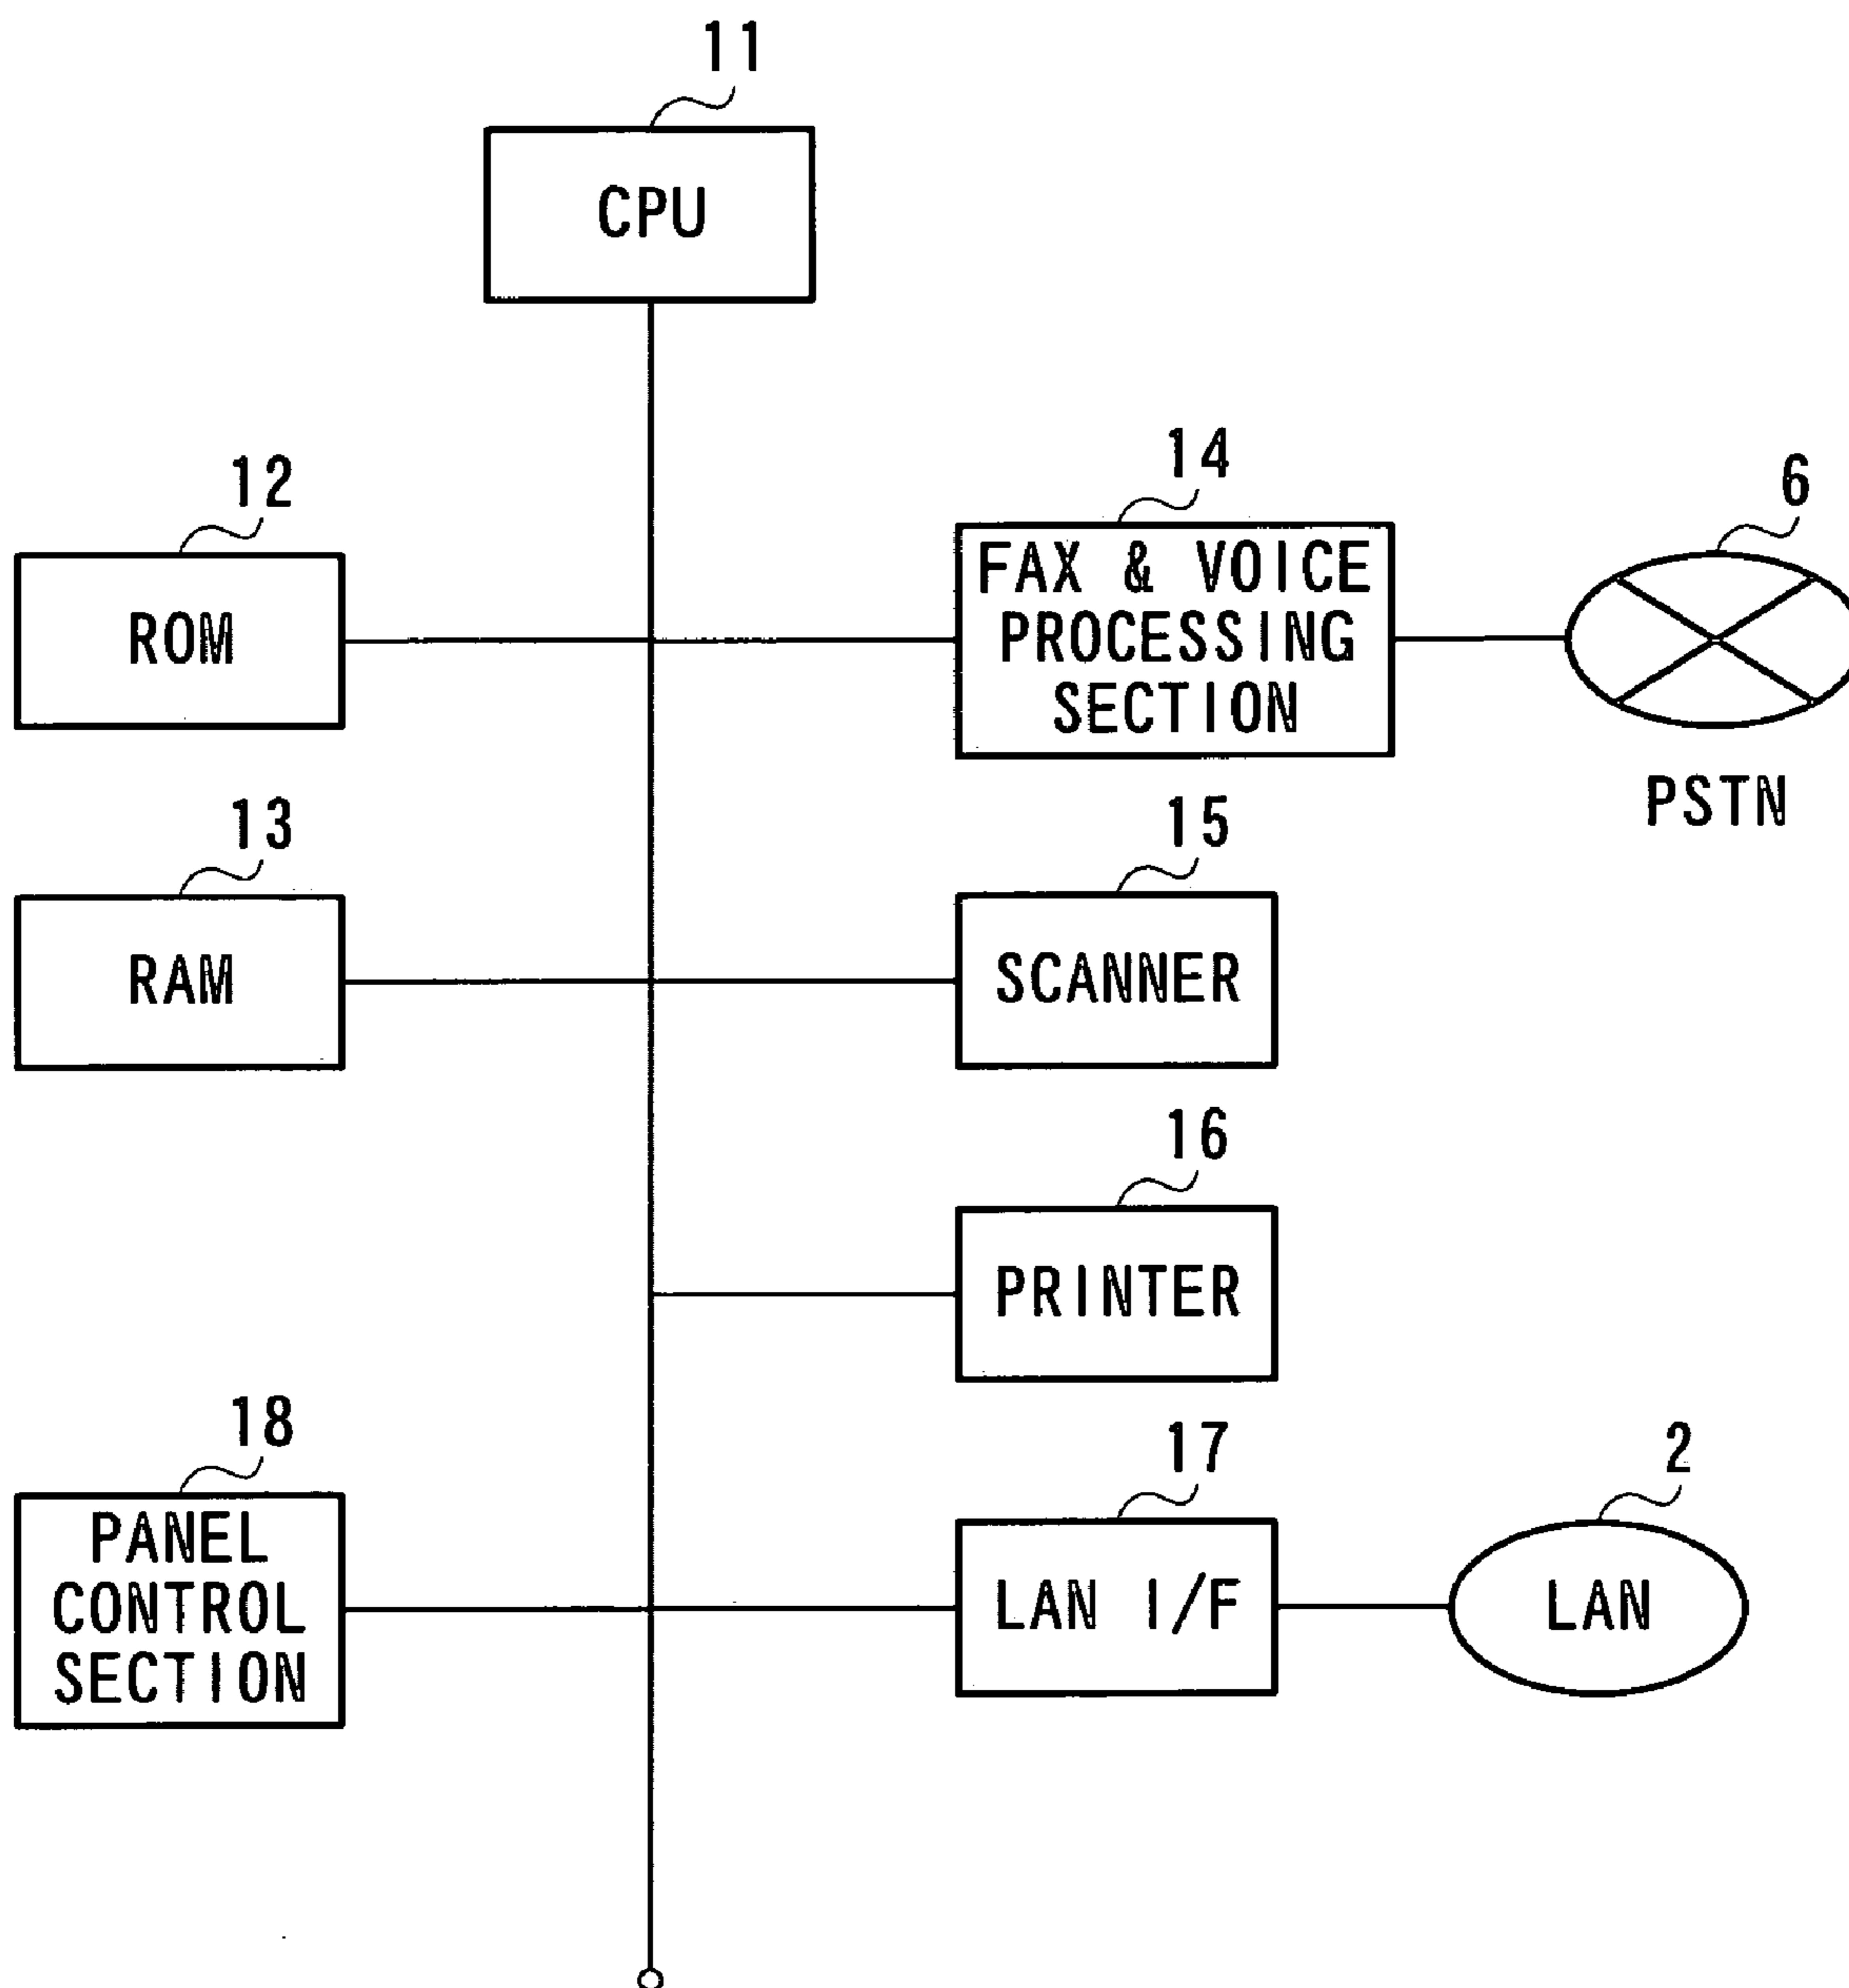 11
CPU
12
ROM
14
FAX & VOICE
PROCESSING
SECTION
6
PSTN
13
RAM
15
SCANNER
16
PRINTER
18
PANEL
CONTROL
SECTION
17
LAN I/F
2
LAN